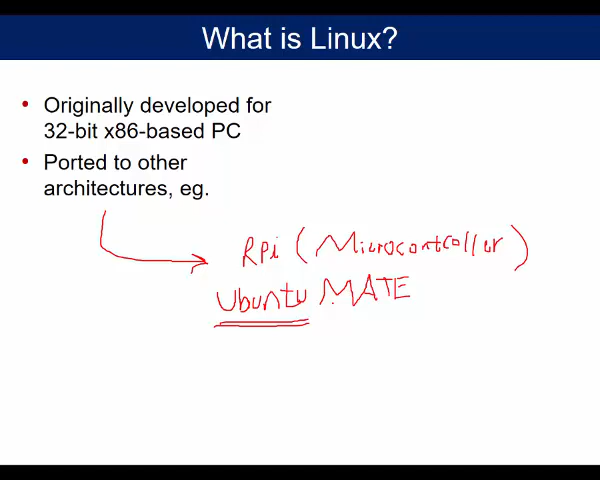 What is Linux?
• Originally developed for
32-bit x86-based PC
• Ported to other
architectures, eg.
RPi (Microcontroller)
Ubuntu MATE